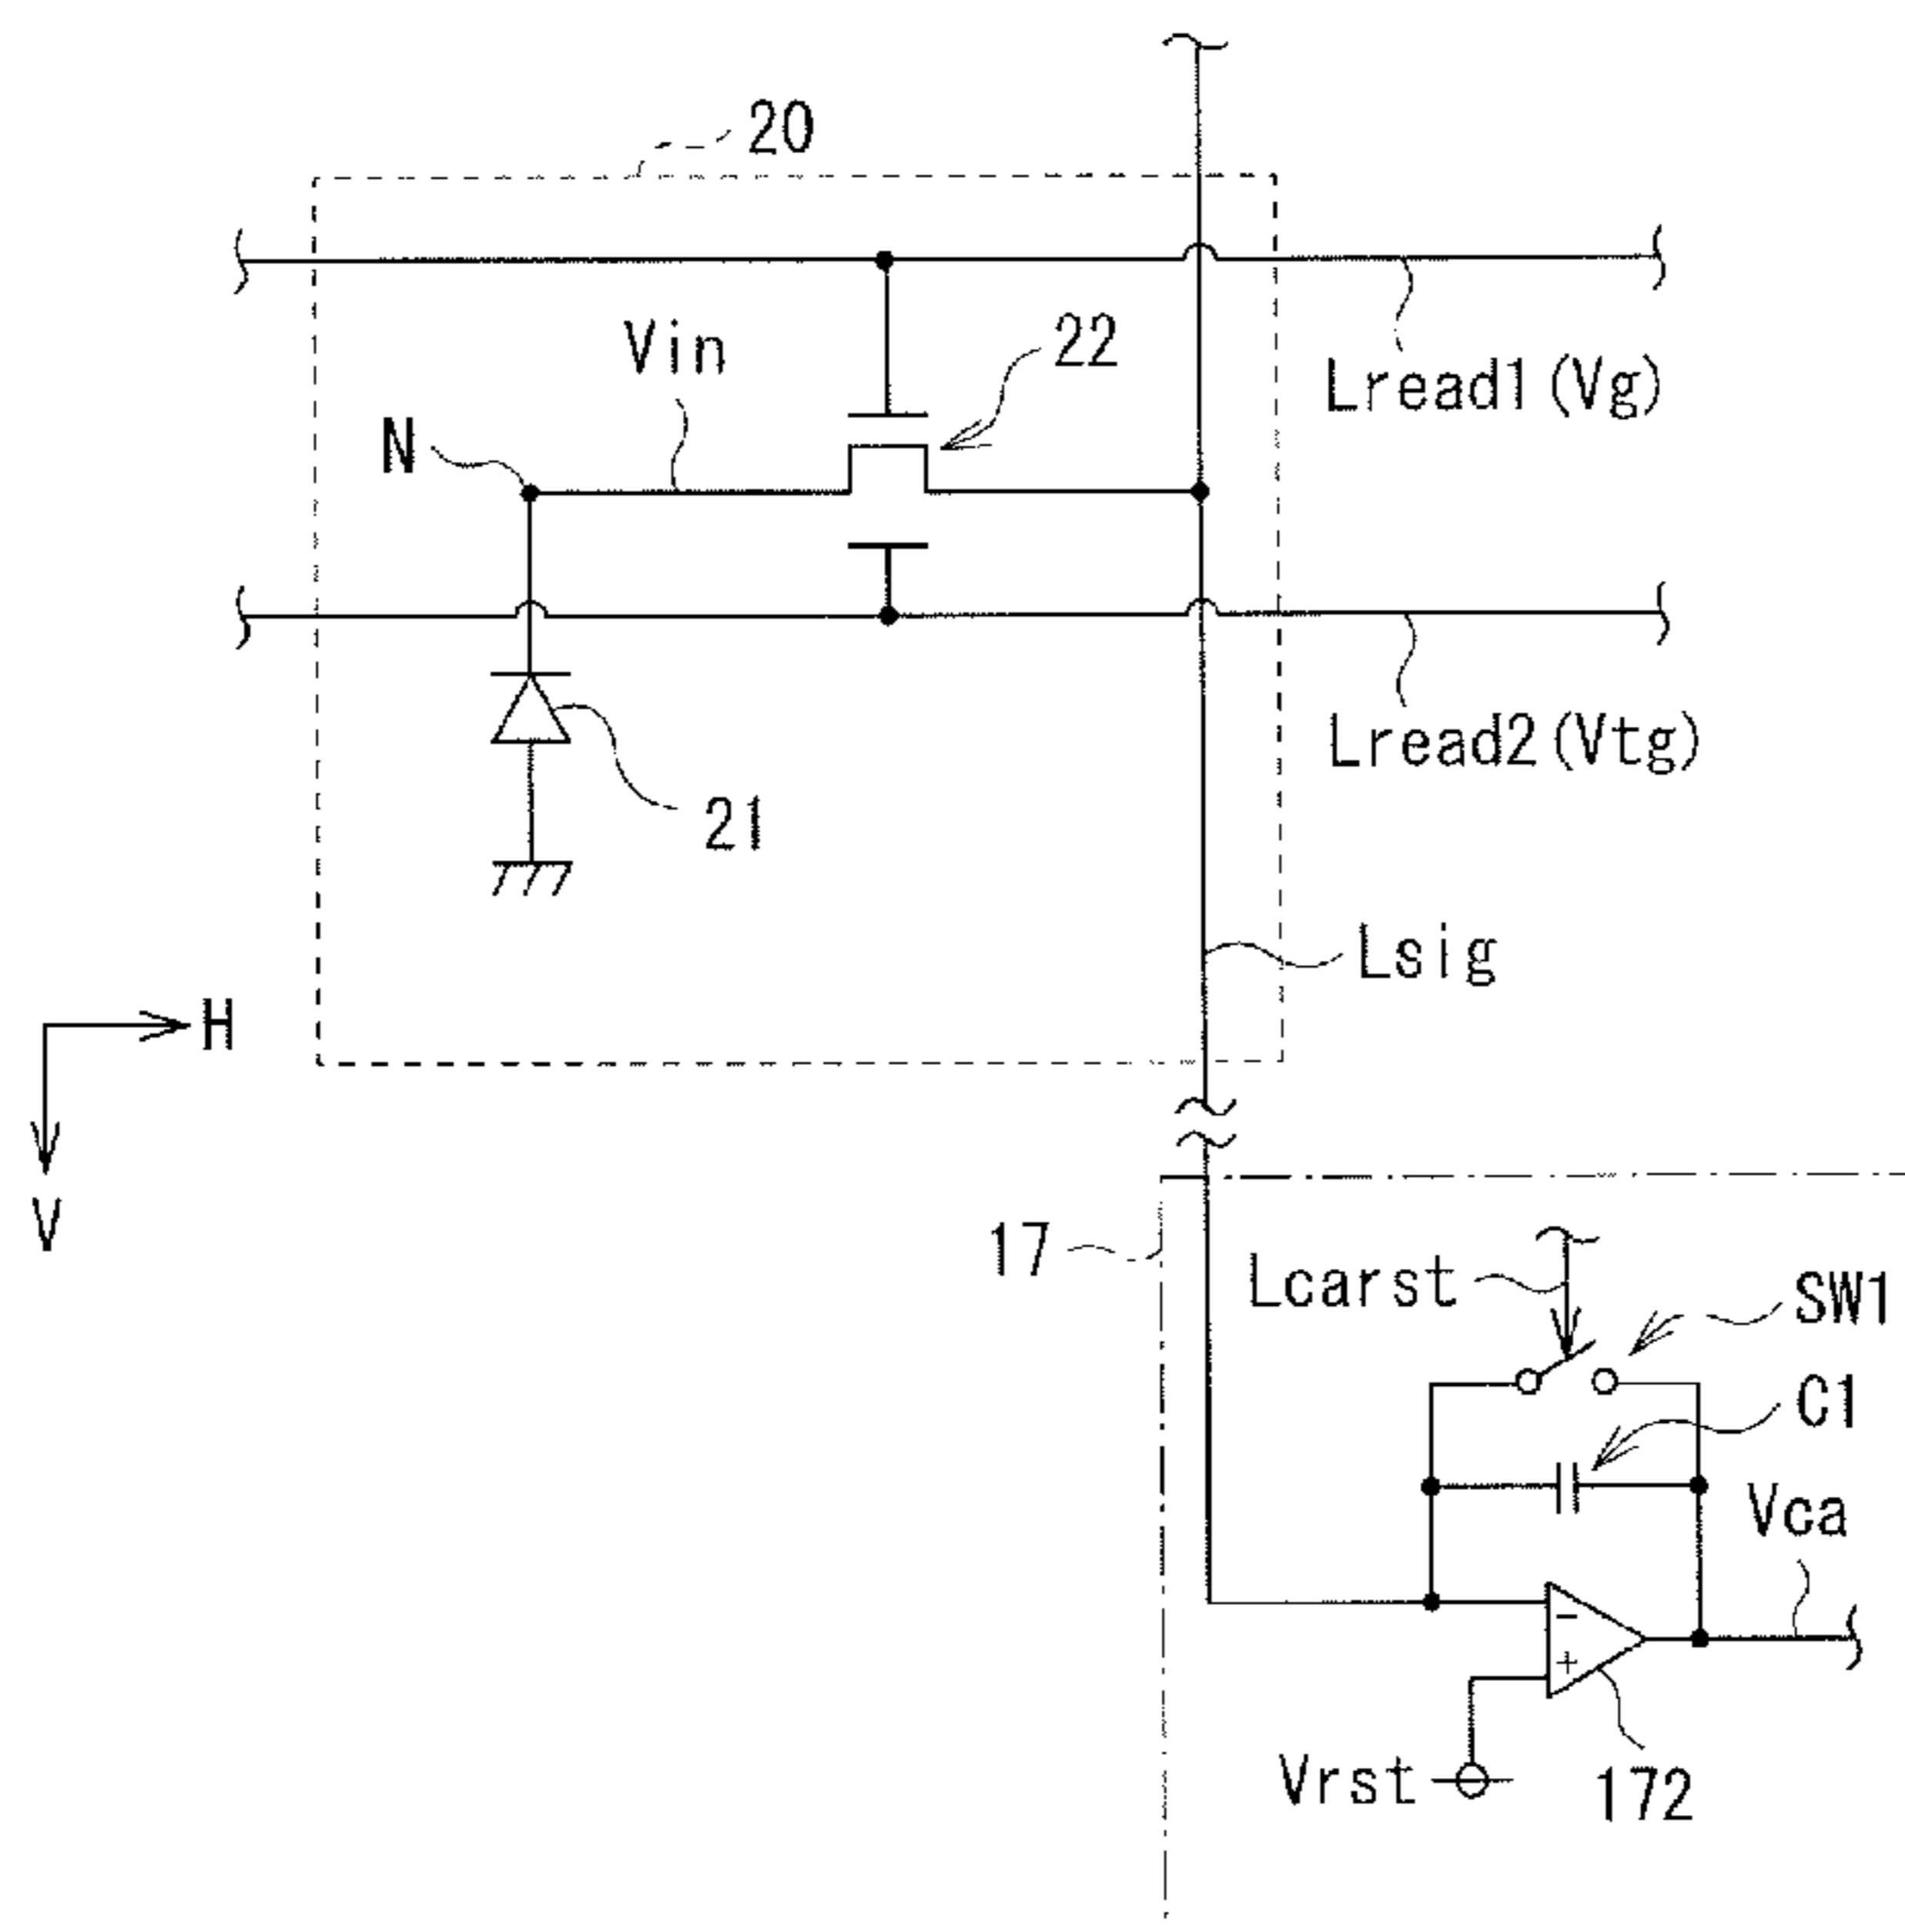 20
Vin
22
Lread1(Vg)
N
Lread2(Vtg)
21
Lsig
H
V
17
Lcarst
SW1
C1
Vca
−
+
Vrst
172